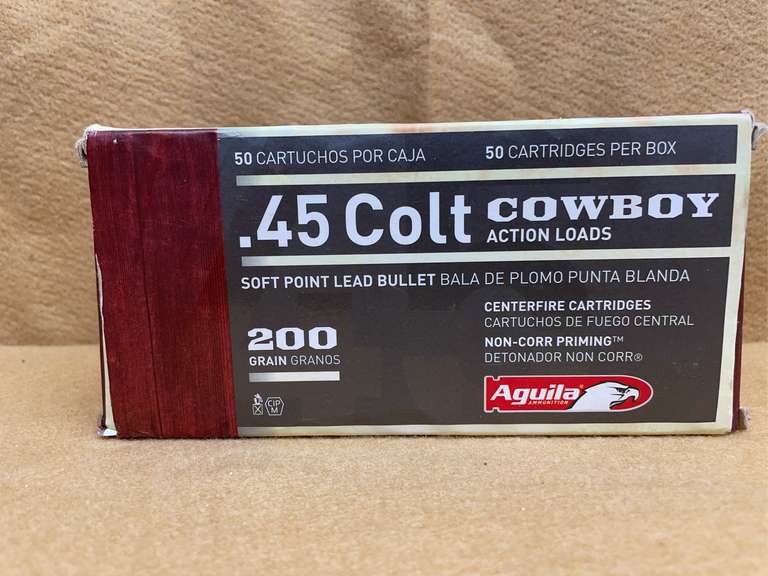 50 CARTUCHOS POR CAJA
50 CARTRIDGES PER BOX
.45 Colt COWBOY
ACTION LOADS
SOFT POINT LEAD BULLET BALA DE PLOMO PUNTA BLANDA
200
GRAIN GRANOS
CENTERFIRE CARTRIDGES
CARTUCHOS DE FUEGO CENTRAL
NON-CORR PRIMING™
DETONADOR NON CORR®
CIP
M
Aguila
AMMUNITION